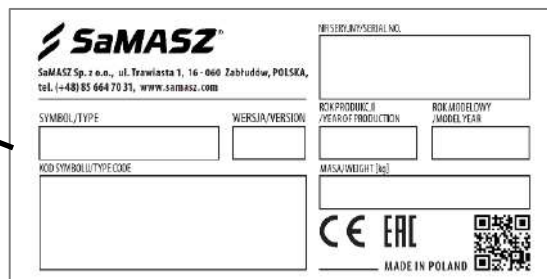 SaMASZ®
SaMASZ Sp. z o.o., ul. Trawiasta 1, 16 - 060 Zabłudów, POLSKA,
tel. (+48) 85 664 70 31, www.samasz.com
NR SERYJNY/SERIAL NO.
SYMBOL/TYPE
WERSJA/VERSION
ROK PRODUKCJI
/YEAR OF PRODUCTION
ROK MODELOWY
/MODEL YEAR
KOD SYMBOLU/TYPE CODE
MASA/WEIGHT [kg]
CE EAC
MADE IN POLAND